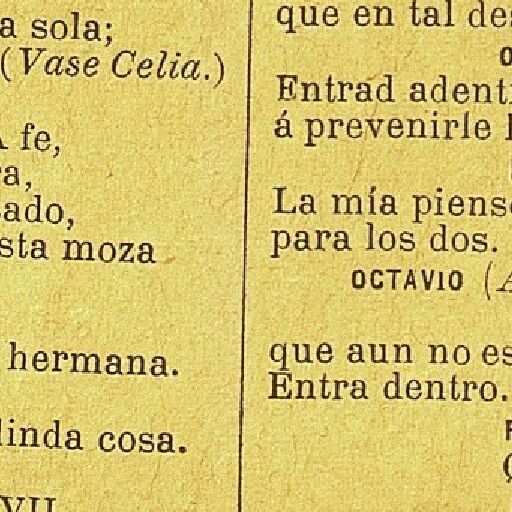 a sola;
(Vase Celia.)
fe,
a,
ado,
sta moza
hermana.
linda cosa.
VII
que en tal des
Entrad adent
á prevenirle
La mía piens
para los dos.
OCTAVIO (A
que aun no es
Entra dentro.